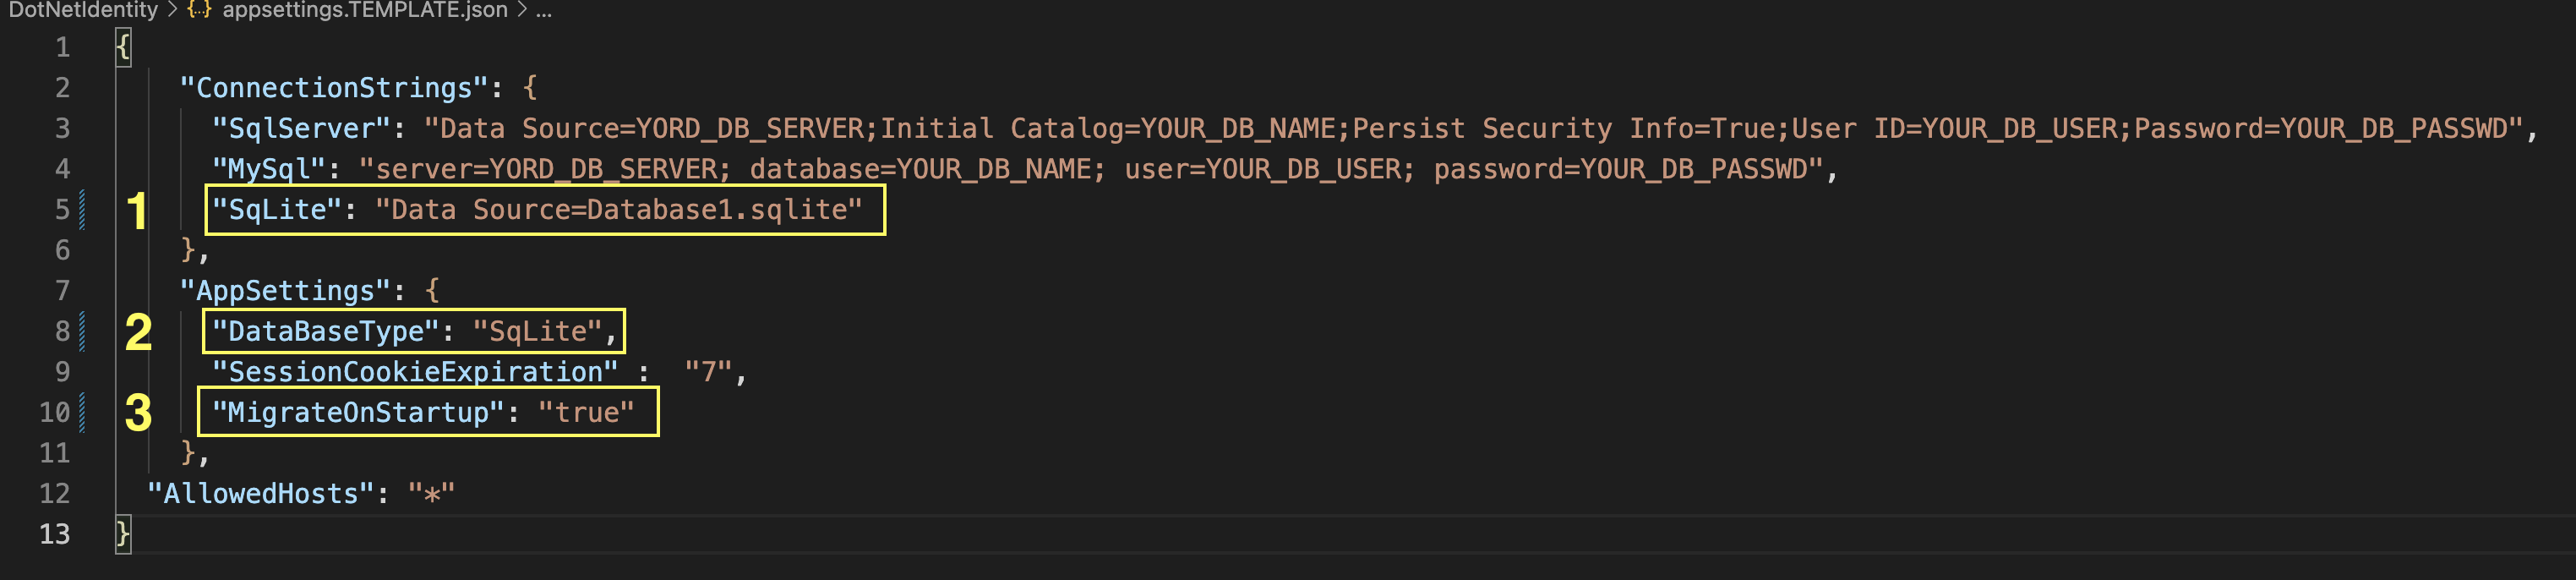 DotNetIdentity > {..} appsettings.TEMPLATE.json > ...
1 {
2 "ConnectionStrings": {
3 "SqlServer": "Data Source=YORD_DB_SERVER;Initial Catalog=YOUR_DB_NAME;Persist Security Info=True;User ID=YOUR_DB_USER;Password=YOUR_DB_PASSWD",
4 "MySql": "server=YORD_DB_SERVER; database=YOUR_DB_NAME; user=YOUR_DB_USER; password=YOUR_DB_PASSWD",
5 1 "SqLite": "Data Source=Database1.sqlite"
6 },
7 "AppSettings": {
8 2 "DataBaseType": "SqLite",
9 "SessionCookieExpiration" : "7",
10 3 "MigrateOnStartup": "true"
11 },
12 "AllowedHosts": "*"
13 }